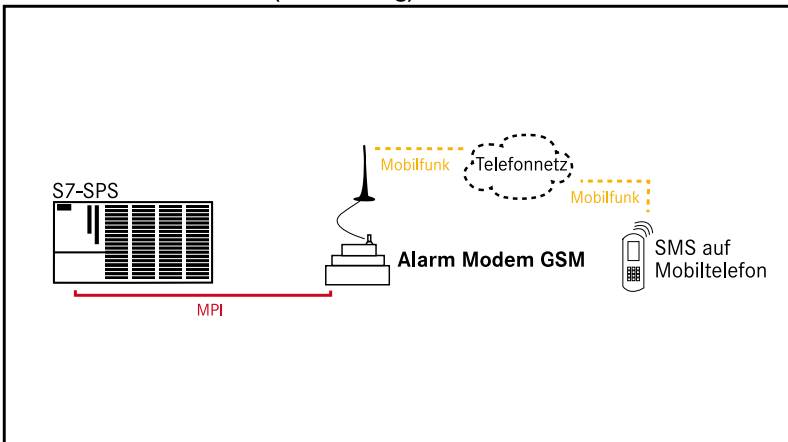 Mobilfunk
Telefonnetz
Mobilfunk
S7-SPS
Alarm Modem GSM
SMS auf
Mobiltelefon
MPI